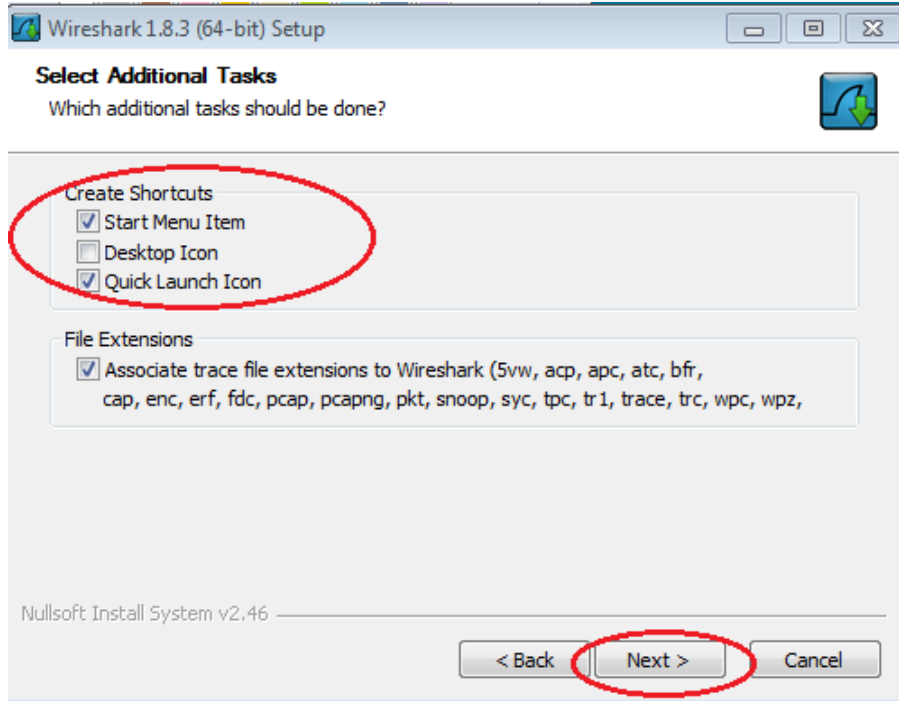 Wireshark 1.8.3 (64-bit) Setup
Select Additional Tasks
Which additional tasks should be done?
Create Shortcuts
Start Menu Item
Desktop Icon
Quick Launch Icon
File Extensions
Associate trace file extensions to Wireshark (5vw, acp, apc, atc, bfr,
cap, enc, erf, fdc, pcap, pcapng, pkt, snoop, syc, tpc, tr1, trace, trc, wpc, wpz,
Nullsoft Install System v2.46
< Back Next > Cancel